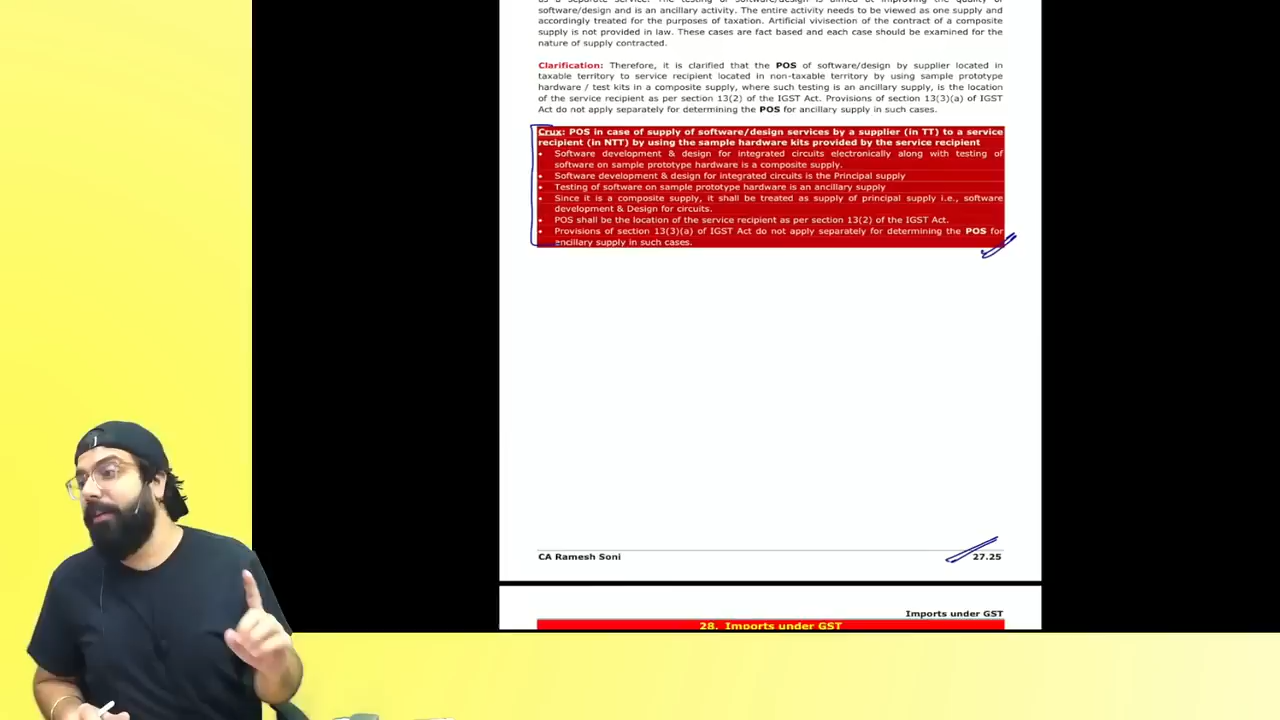 software/design and is an ancillary activity. The entire activity needs to be viewed as one supply and
accordingly treated for the purposes of taxation. Artificial vivisection of the contract of a composite
supply is not provided in law. These cases are fact based and each case should be examined for the
nature of supply contracted.
Clarification: Therefore, it is clarified that the POS of software/design by supplier located in
taxable territory to service recipient located in non-taxable territory by using sample prototype
hardware / test kits in a composite supply, where such testing is an ancillary supply, is the location
of the service recipient as per section 13(2) of the IGST Act. Provisions of section 13(3)(a) of IGST
Act do not apply separately for determining the POS for ancillary supply in such cases.
Crux: POS in case of supply of software/design services by a supplier (in TT) to a service
recipient (in NTT) by using the sample hardware kits provided by the service recipient
• Software development & design for integrated circuits electronically along with testing of
software on sample prototype hardware is a composite supply.
• Software development & design for integrated circuits is the Principal supply
• Testing of software on sample prototype hardware is an ancillary supply
• Since it is a composite supply, it shall be treated as supply of principal supply i.e., software
development & Design for circuits.
• POS shall be the location of the service recipient as per section 13(2) of the IGST Act.
• Provisions of section 13(3)(a) of IGST Act do not apply separately for determining the POS for
ancillary supply in such cases.
CA Ramesh Soni
27.25
Imports under GST
28. Imports under GST